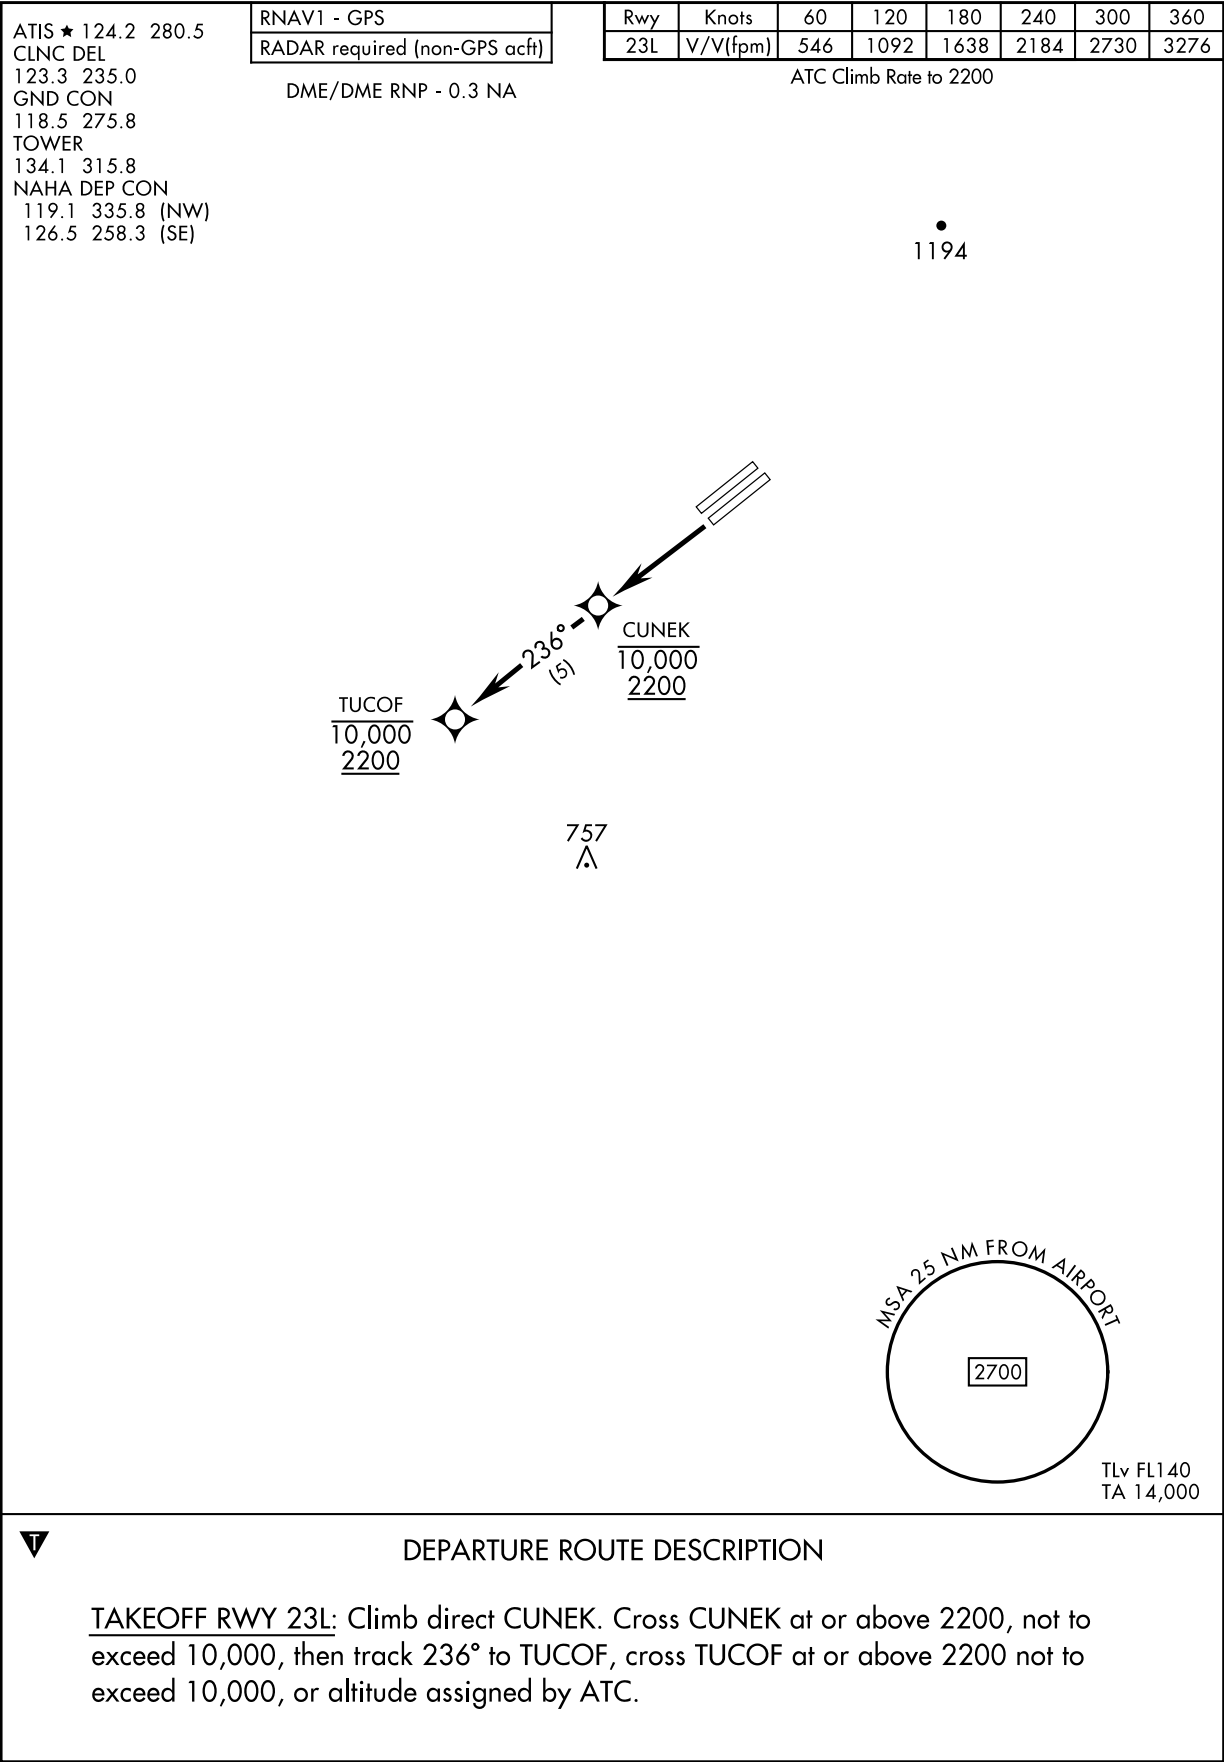 ATIS ★ 124.2 280.5
CLNC DEL
123.3 235.0
GND CON
118.5 275.8
TOWER
134.1 315.8
NAHA DEP CON
119.1 335.8 (NW)
126.5 258.3 (SE)
RNAV1 - GPS
RADAR required (non-GPS acft)
DME/DME RNP - 0.3 NA
Rwy Knots 60 120 180 240 300 360
23L V/V(fpm) 546 1092 1638 2184 2730 3276
ATC Climb Rate to 2200
1194
CUNEK
10,000
2200
236°
(5)
TUCOF
10,000
2200
757
MSA 25 NM FROM AIRPORT
2700
TLv FL140
TA 14,000
T
DEPARTURE ROUTE DESCRIPTION
TAKEOFF RWY 23L: Climb direct CUNEK. Cross CUNEK at or above 2200, not to
exceed 10,000, then track 236° to TUCOF, cross TUCOF at or above 2200 not to
exceed 10,000, or altitude assigned by ATC.